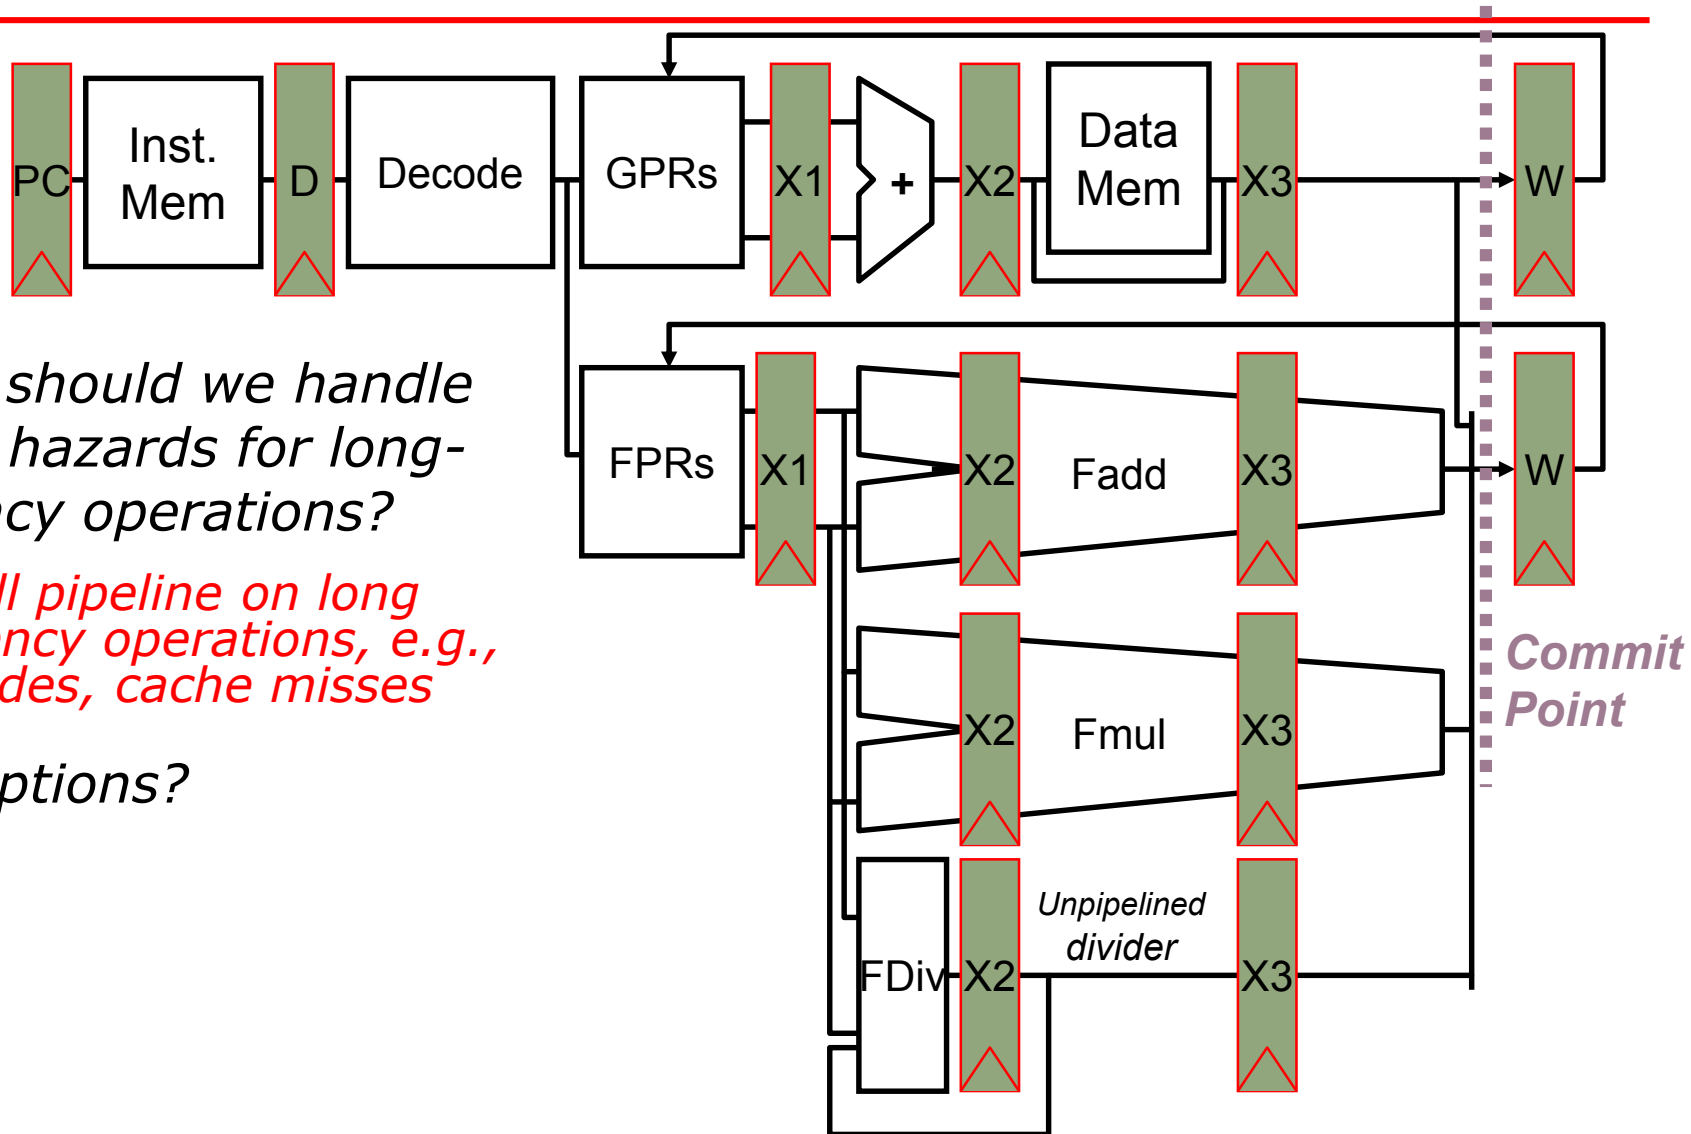 PC
Inst.
Mem
D
Decode
GPRs
X1
+
X2
Data
Mem
X3
W
should we handle
hazards for long-
ncy operations?
ll pipeline on long
ency operations, e.g.,
des, cache misses
ptions?
FPRs
X1
X2
Fadd
X3
W
X2
Fmul
X3
Commit
Point
FDiv
X2
Unpipelined
divider
X3